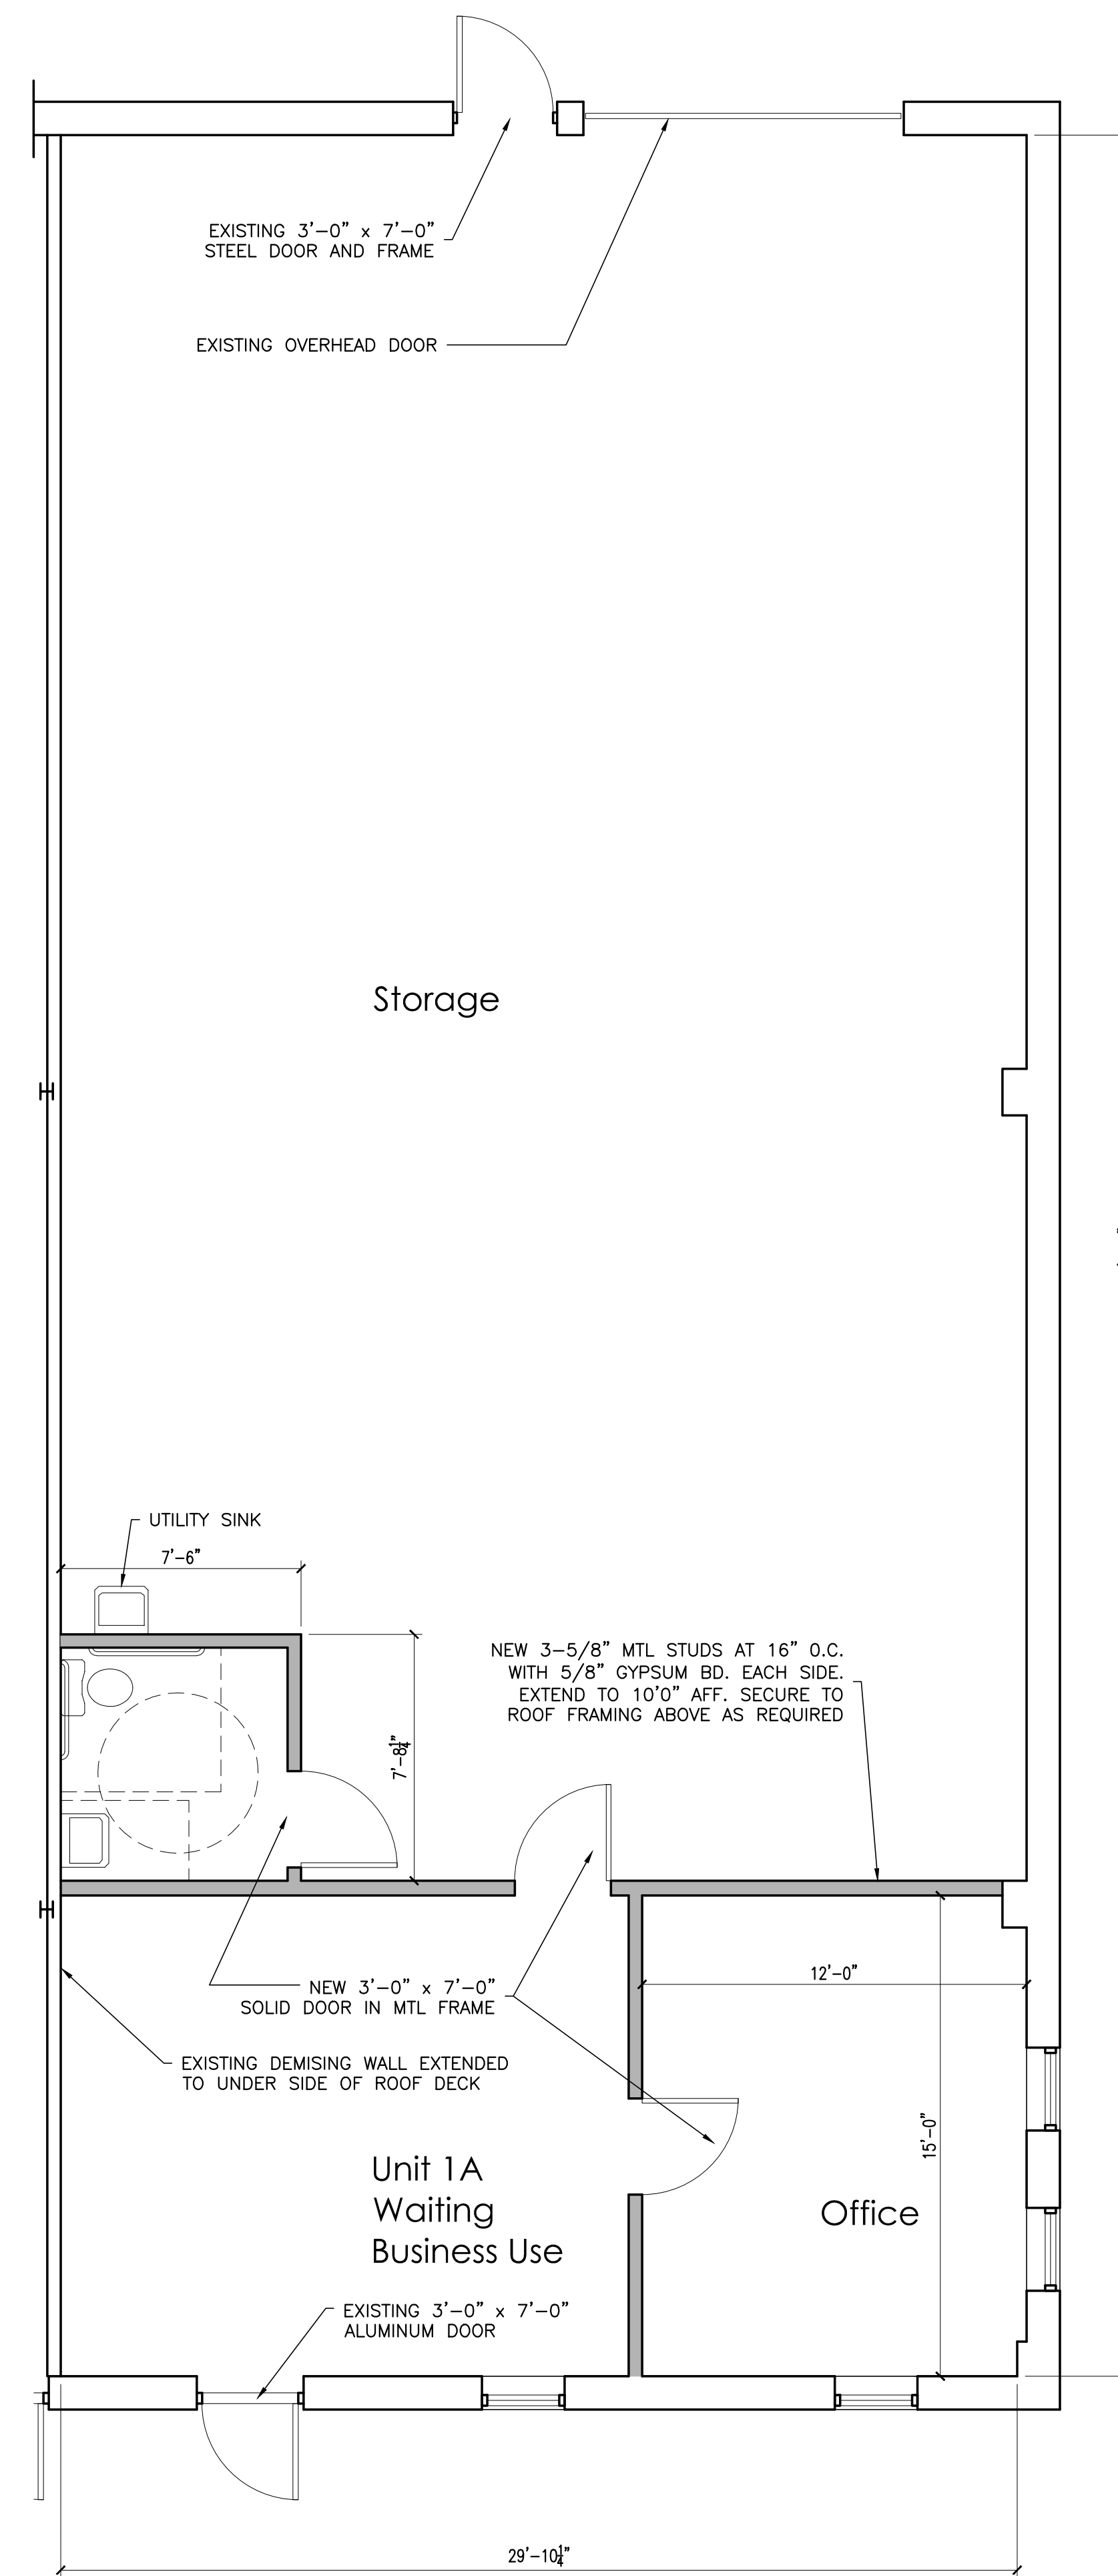 EXISTING 3'-0" x 7'-0"
STEEL DOOR AND FRAME
EXISTING OVERHEAD DOOR
Storage
UTILITY SINK
7'-6"
NEW 3-5/8" MTL STUDS AT 16" O.C.
WITH 5/8" GYPSUM BD. EACH SIDE.
EXTEND TO 10'0" AFF. SECURE TO
ROOF FRAMING ABOVE AS REQUIRED
7'-8 1/4"
12'-0"
NEW 3'-0" x 7'-0"
SOLID DOOR IN MTL FRAME
EXISTING DEMISING WALL EXTENDED
TO UNDER SIDE OF ROOF DECK
15'-0"
Unit 1A
Waiting
Business Use
Office
EXISTING 3'-0" x 7'-0"
ALUMINUM DOOR
29'-10 1/4"